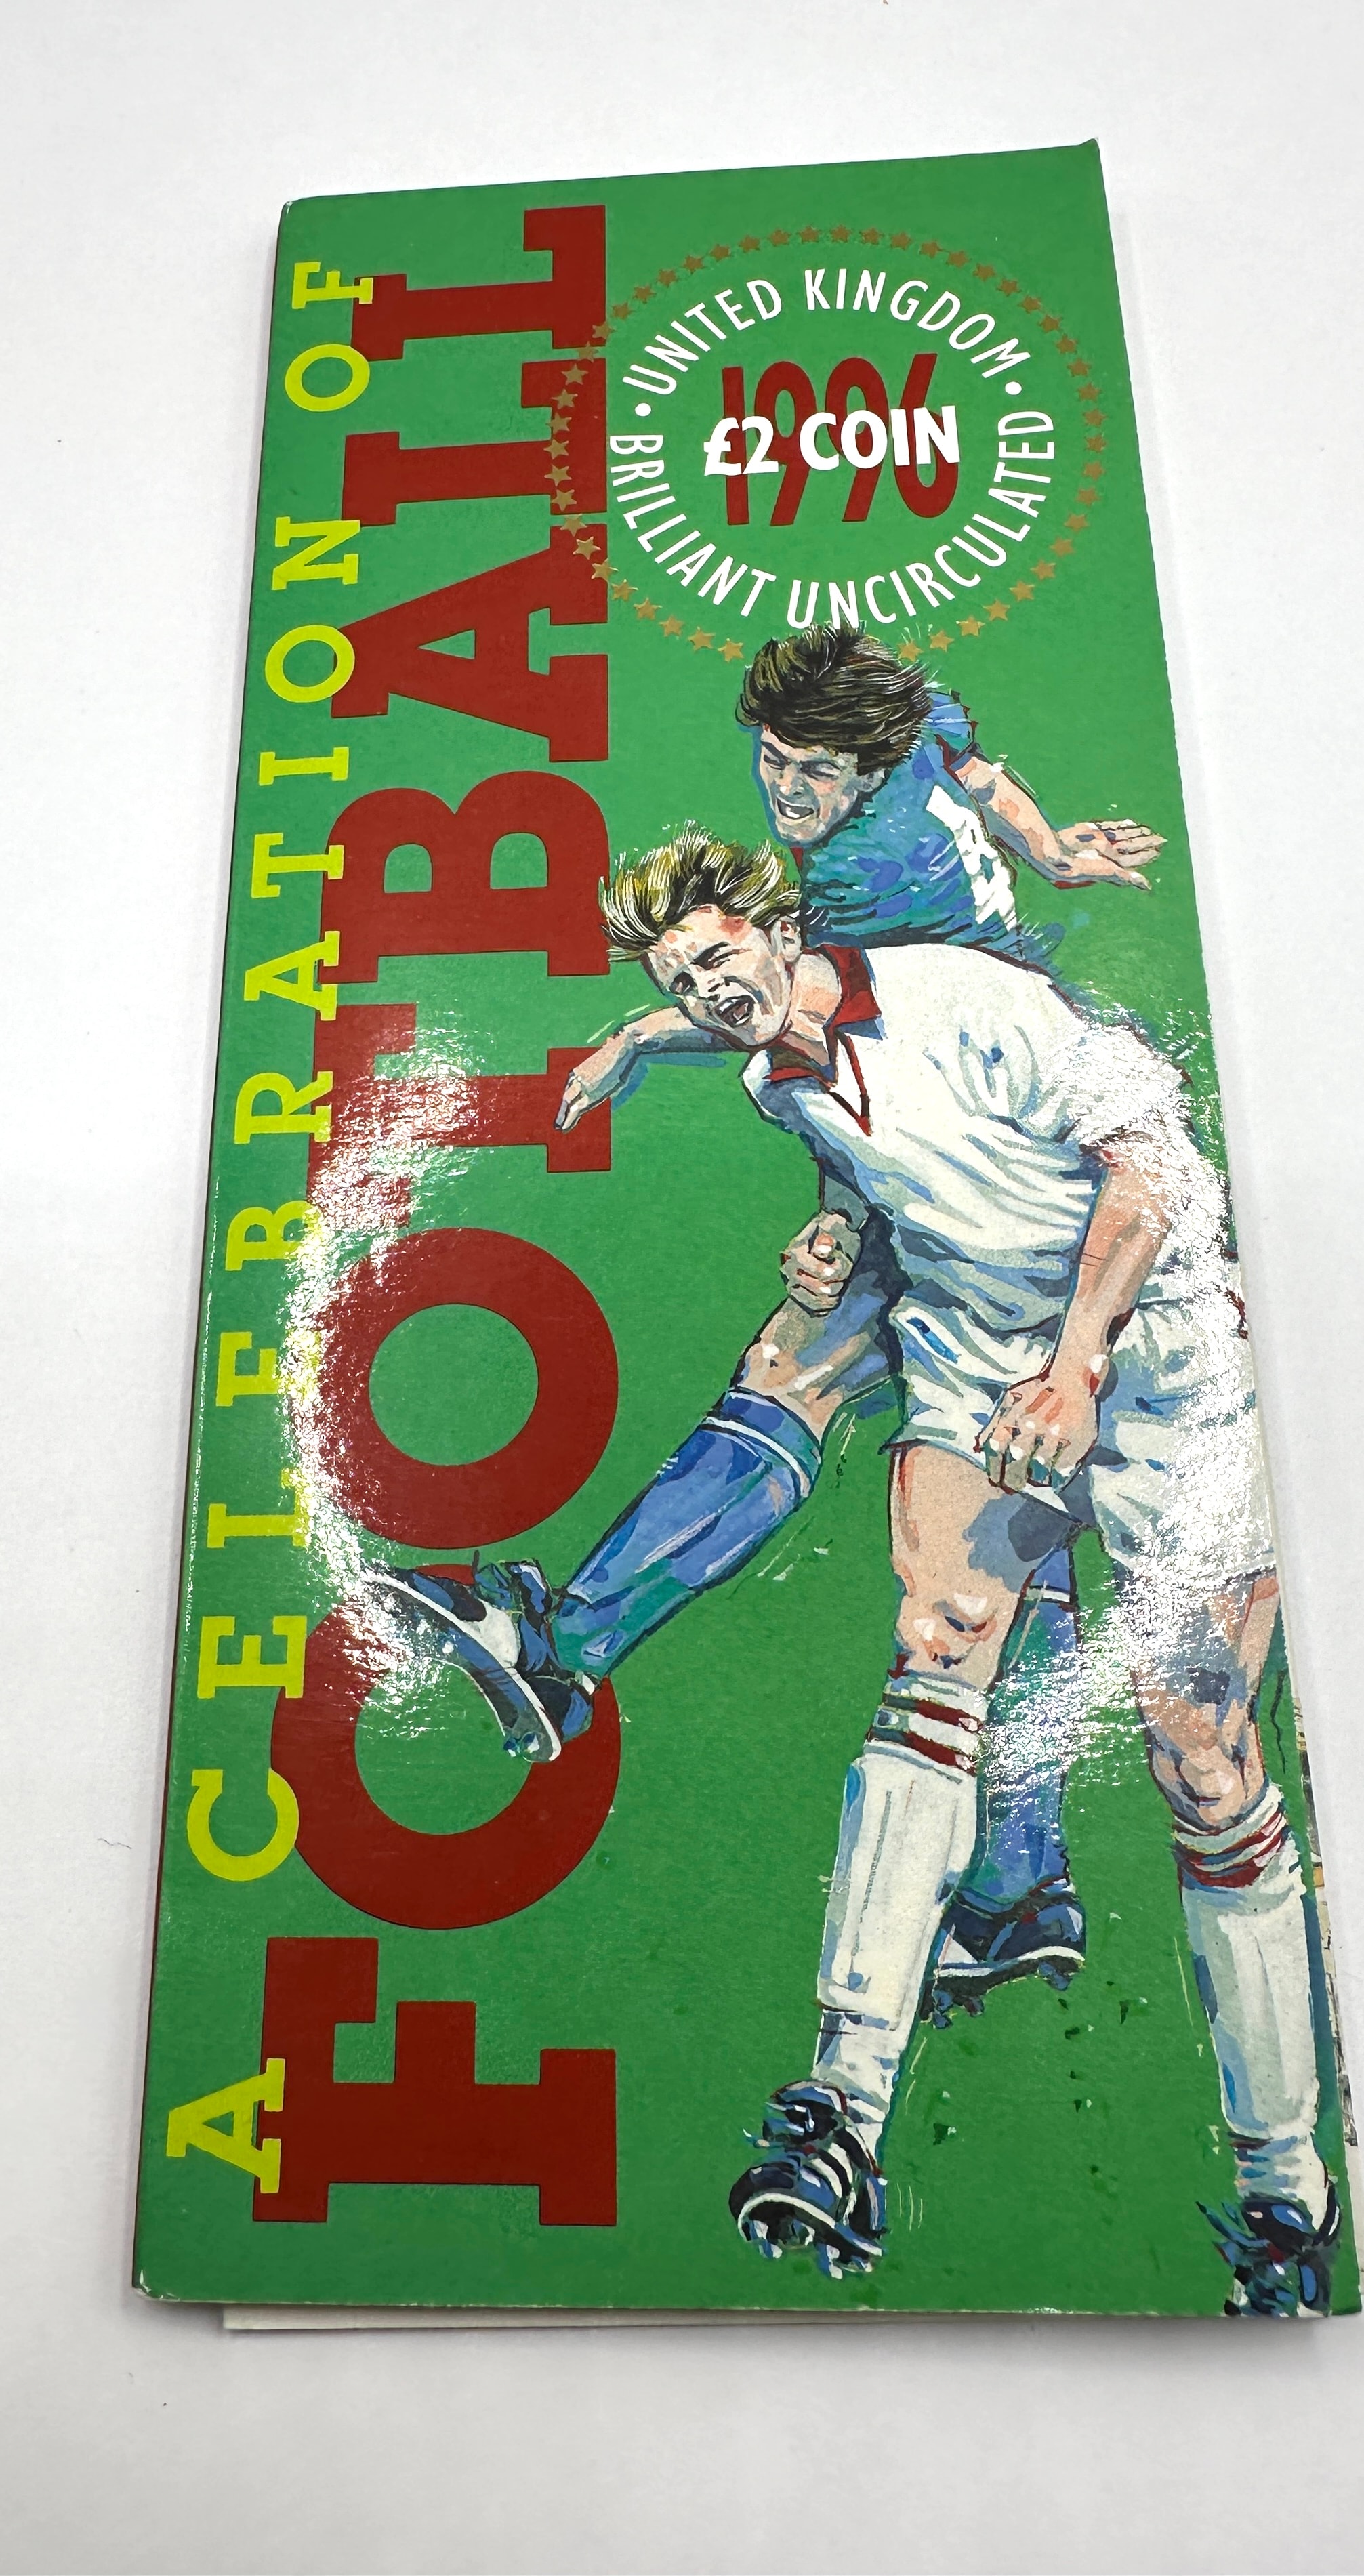 A CELEBRATION OF
FOOTBALL
• UNITED KINGDOM •
1996
£2 COIN
BRILLIANT UNCIRCULATED